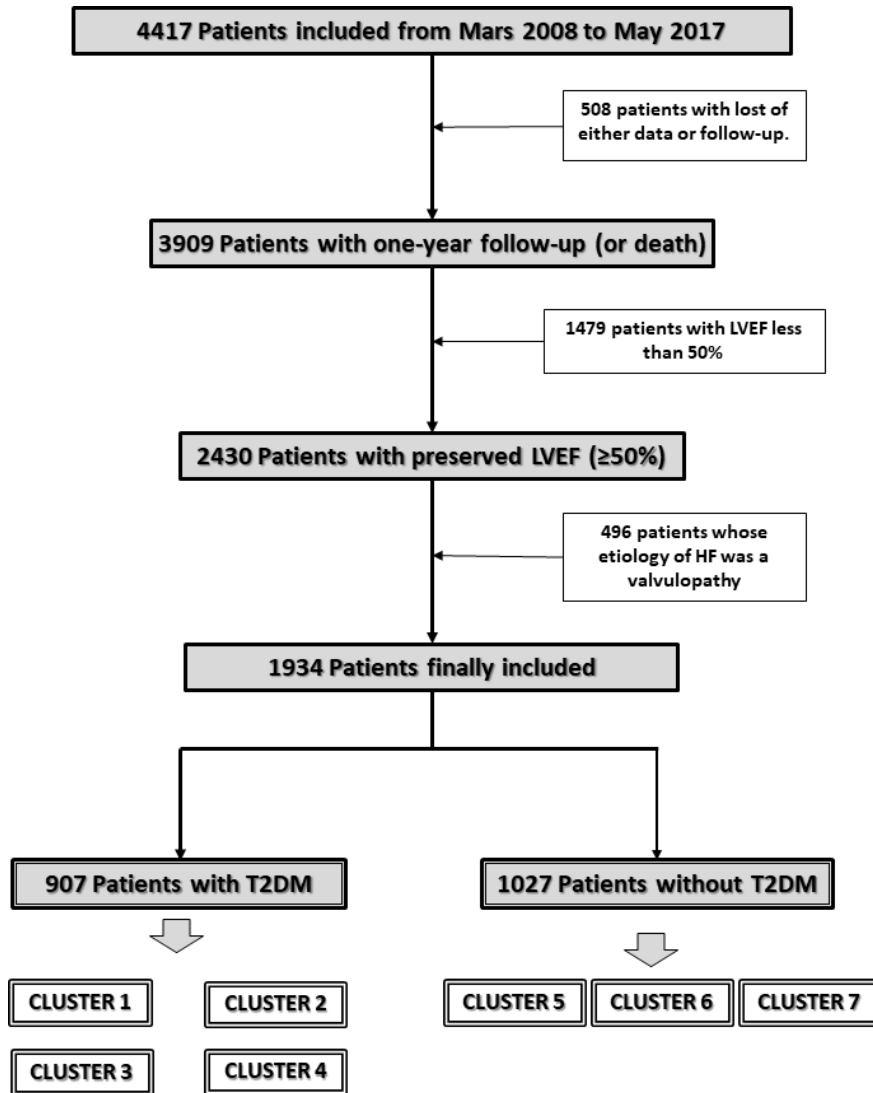 4417 Patients included from Mars 2008 to May 2017
508 patients with lost of
either data or follow-up.
3909 Patients with one-year follow-up (or death)
1479 patients with LVEF less
than 50%
2430 Patients with preserved LVEF (≥50%)
496 patients whose
etiology of HF was a
valvulopathy
1934 Patients finally included
907 Patients with T2DM
1027 Patients without T2DM
CLUSTER 1
CLUSTER 2
CLUSTER 5
CLUSTER 6
CLUSTER 7
CLUSTER 3
CLUSTER 4